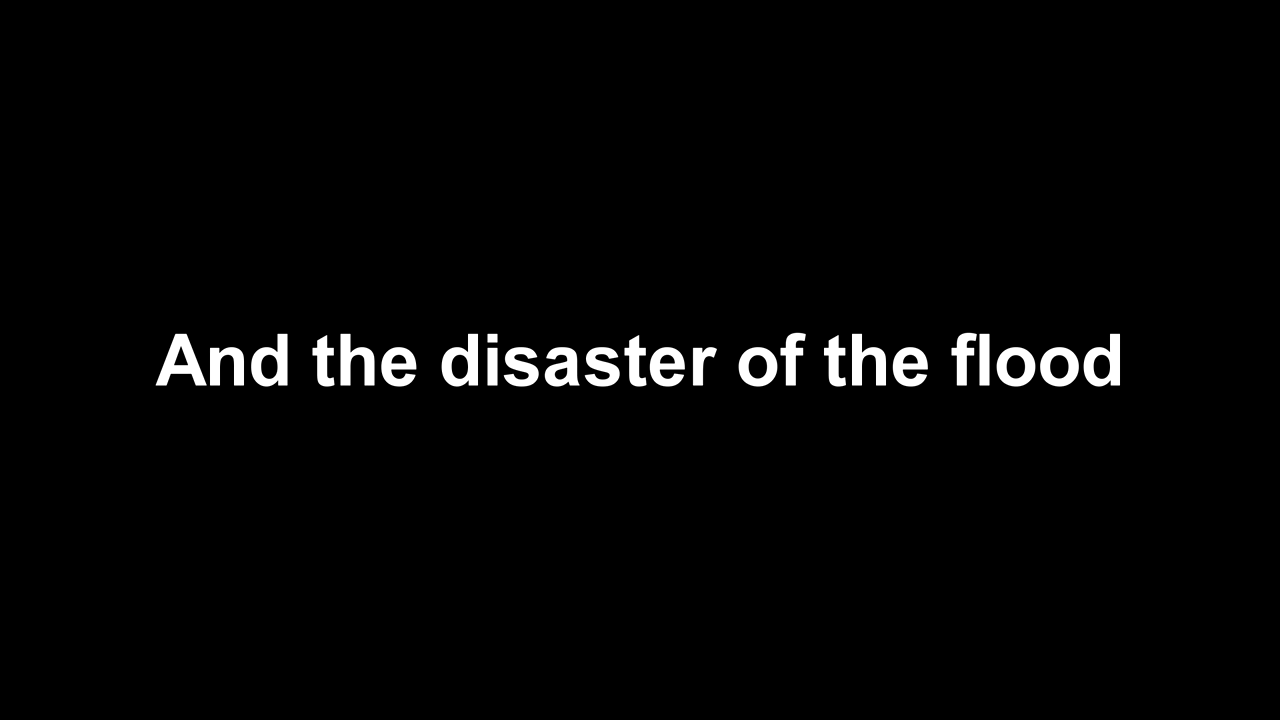 And the disaster of the flood